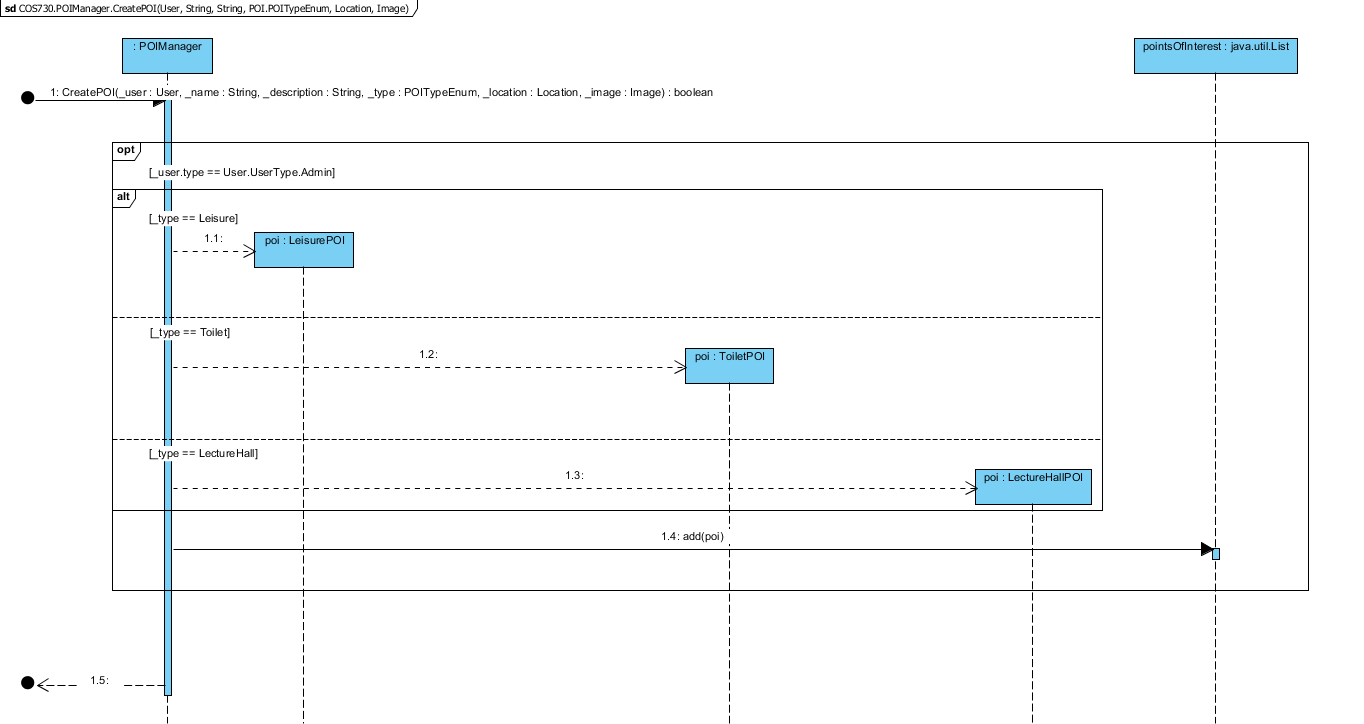 sd COS730.POIManager.CreatePOI(User, String, String, POI.POITypeEnum, Location, Image)
: POIManager
pointsOfInterest : java.util.List
1: CreatePOI(_user : User, _name : String, _description : String, _type : POITypeEnum, _location : Location, _image : Image) : boolean
opt
[_user.type == User.UserType.Admin]
alt
[_type == Leisure]
1.1:
poi : LeisurePOI
[_type == Toilet]
1.2:
poi : ToiletPOI
[_type == LectureHall]
1.3:
poi : LectureHallPOI
1.4: add(poi)
1.5: